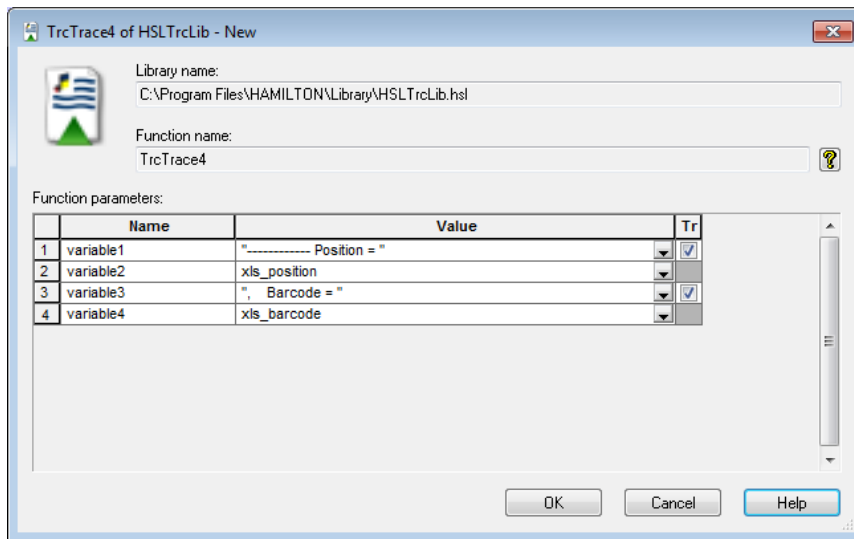 TrcTrace4 of HSLTrcLib - New
Library name:
C:\Program Files\HAMILTON\Library\HSLTrcLib.hsl
Function name:
TrcTrace4
Function parameters:
Name Value Tr
1 variable1 "------------ Position = "
2 variable2 xls_position
3 variable3 ",    Barcode = "
4 variable4 xls_barcode
OK Cancel Help